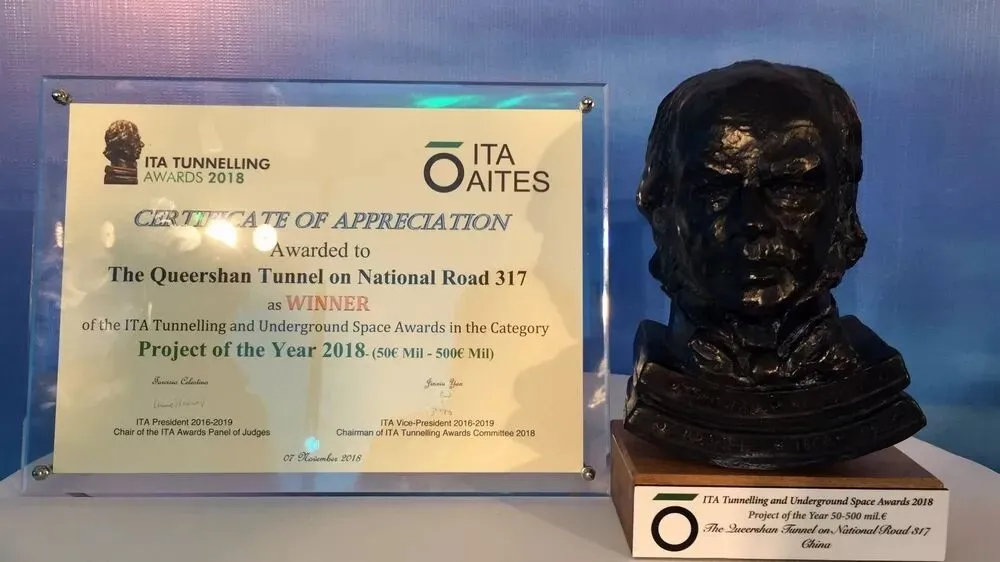 ITA TUNNELLING
AWARDS 2018
ITA
AITES
CERTIFICATE OF APPRECIATION
Awarded to
The Queershan Tunnel on National Road 317
as WINNER
of the ITA Tunnelling and Underground Space Awards in the Category
Project of the Year 2018- (50€ Mil - 500€ Mil)
Tarcisio Celestino
Jinxiu Yan
ITA President 2016-2019
Chair of the ITA Awards Panel of Judges
ITA Vice-President 2016-2019
Chairman of ITA Tunnelling Awards Committee 2018
07 November 2018
ITA Tunnelling and Underground Space Awards 2018
Project of the Year 50-500 mil.€
The Queershan Tunnel on National Road 317
China